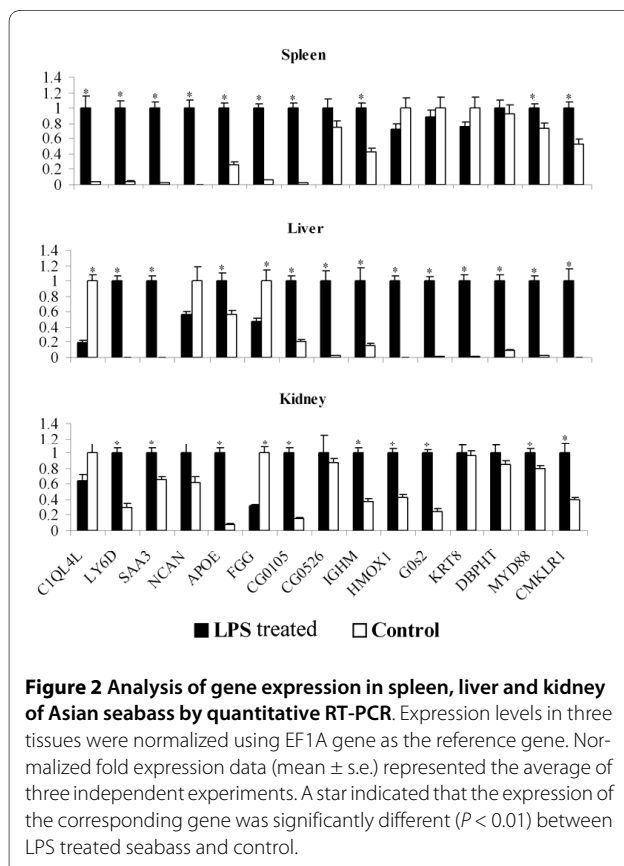 Spleen
1.4
1.2
1
0.8
0.6
0.4
0.2
0
* * * * * * * * * *
Liver
1.4
1.2
1
0.8
0.6
0.4
0.2
0
* * * * * * * * * * * * * *
Kidney
1.4
1.2
1
0.8
0.6
0.4
0.2
0
* * * * * * * * * *
C1QL4L
LY6D
SAA3
NCAN
APOE
FGG
CG0105
CG0526
IGHM
HMOX1
G0s2
KRT8
DBPHT
MYD88
CMKLR1
LPS treated Control
Figure 2 Analysis of gene expression in spleen, liver and kidney
of Asian seabass by quantitative RT-PCR. Expression levels in three
tissues were normalized using EF1A gene as the reference gene. Nor-
malized fold expression data (mean ± s.e.) represented the average of
three independent experiments. A star indicated that the expression of
the corresponding gene was significantly different (P < 0.01) between
LPS treated seabass and control.